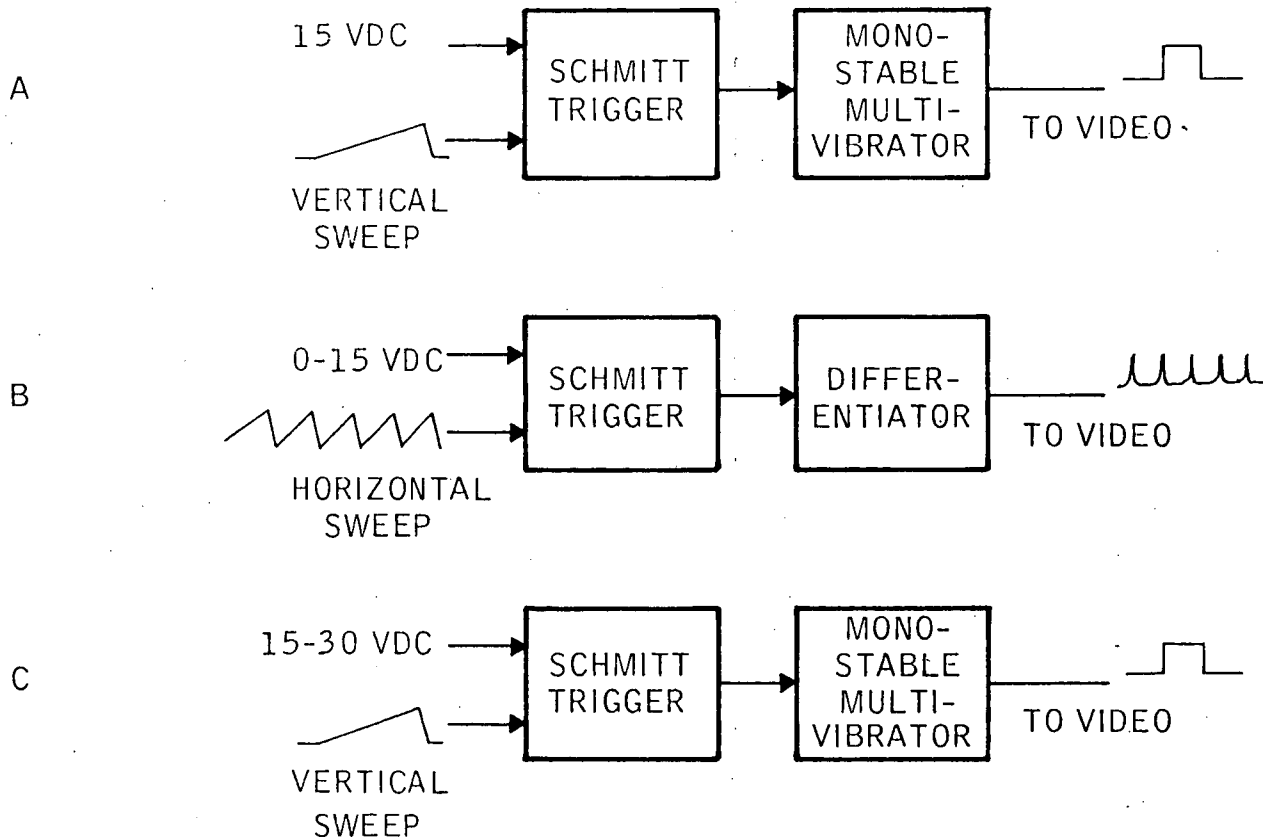 A
15 VDC
VERTICAL
SWEEP
SCHMITT
TRIGGER
MONO-
STABLE
MULTI-
VIBRATOR
TO VIDEO
B
0-15 VDC
HORIZONTAL
SWEEP
SCHMITT
TRIGGER
DIFFER-
ENTIATOR
TO VIDEO
C
15-30 VDC
VERTICAL
SWEEP
SCHMITT
TRIGGER
MONO-
STABLE
MULTI-
VIBRATOR
TO VIDEO